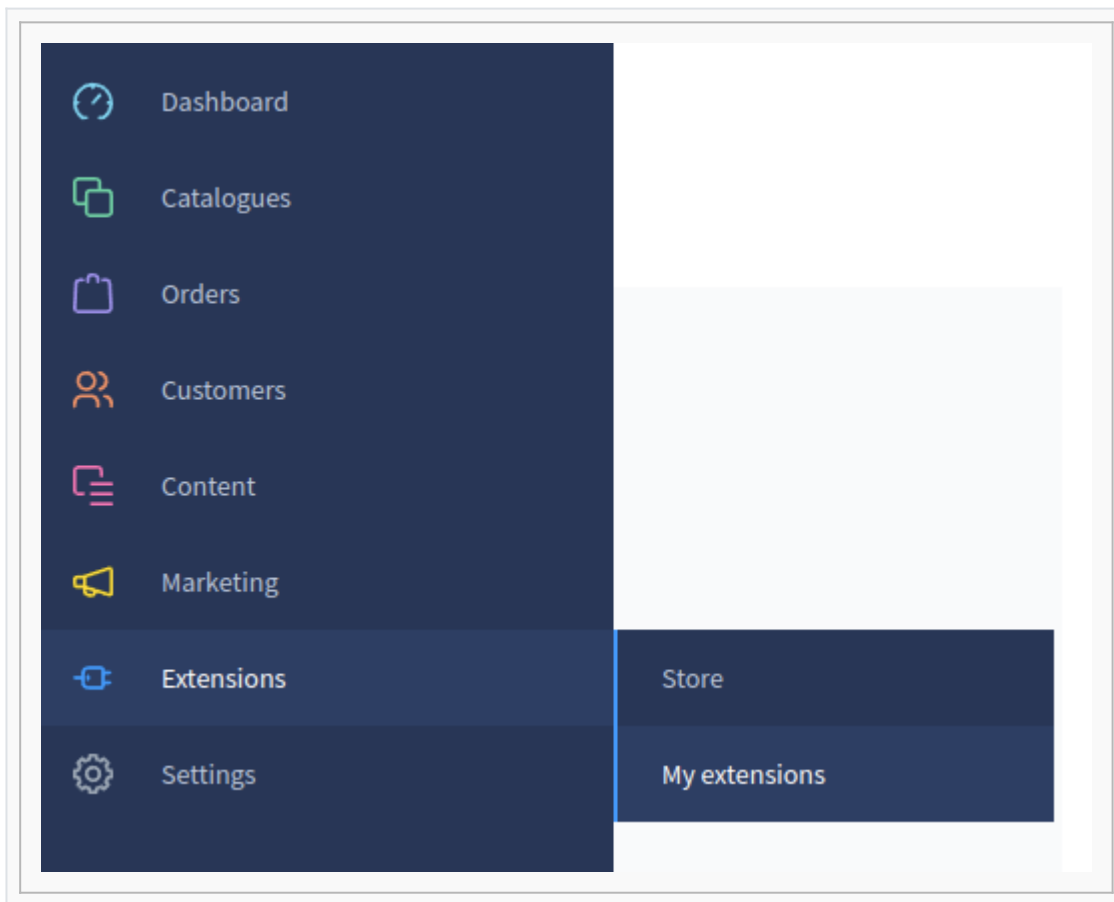 Dashboard
Catalogues
Orders
Customers
Content
Marketing
Extensions
Store
Settings
My extensions